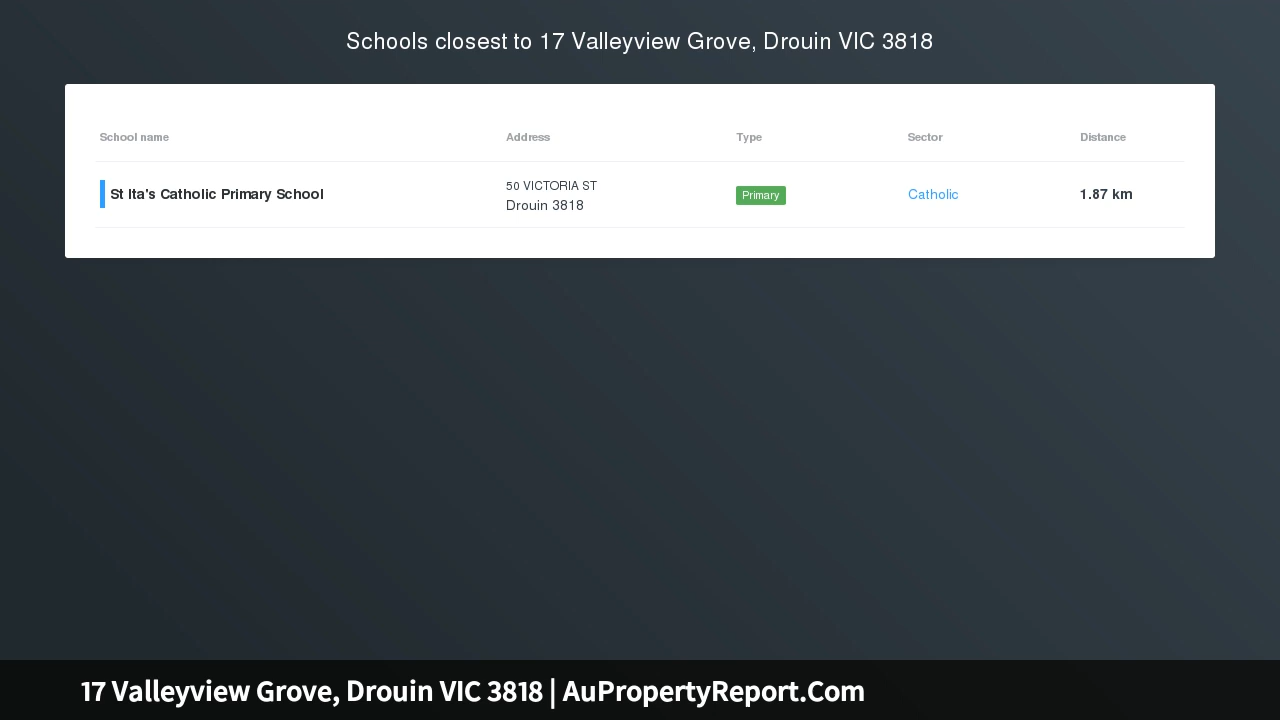 Schools closest to 17 Valleyview Grove, Drouin VIC 3818
School name Address Type Sector Distance
St Ita's Catholic Primary School 50 VICTORIA ST Primary Catholic 1.87 km
Drouin 3818
17 Valleyview Grove, Drouin VIC 3818 | AuPropertyReport.Com